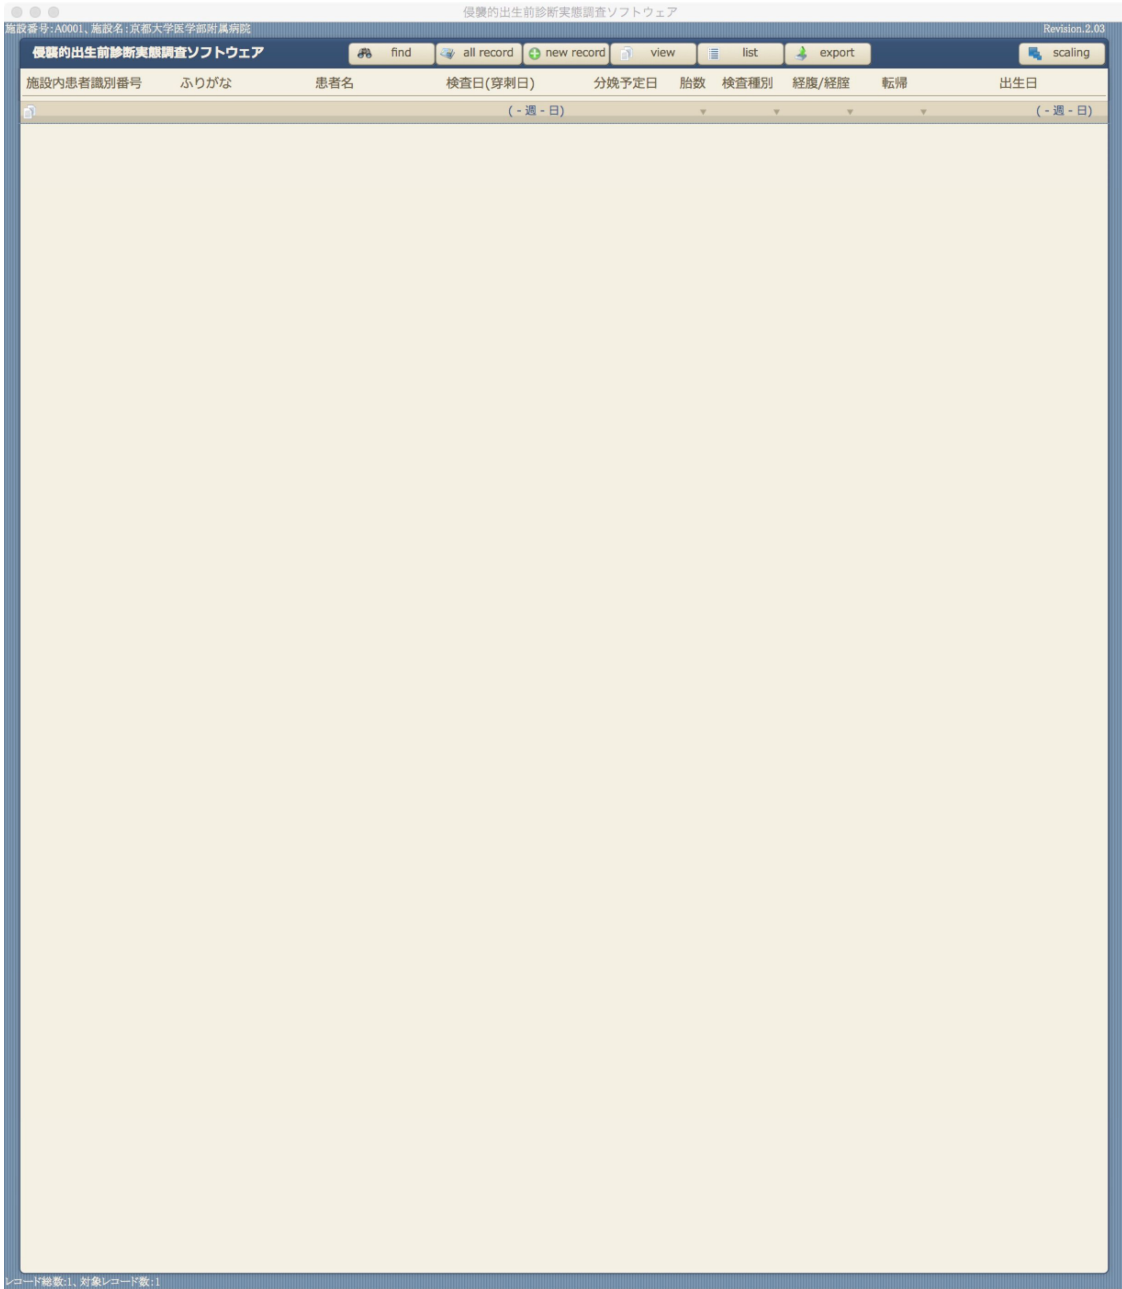 侵襲的出生前診断実態調査ソフトウェア
施設番号:A0001、施設名:京都大学医学部附属病院 Revision.2.03
侵襲的出生前診断実態調査ソフトウェア find all record new record view list export scaling
施設内患者識別番号 ふりがな 患者名 検査日(穿刺日) 分娩予定日 胎数 検査種別 経腹/経腟 転帰 出生日
( - 週 - 日) ( - 週 - 日)
レコード総数:1、対象レコード数:1